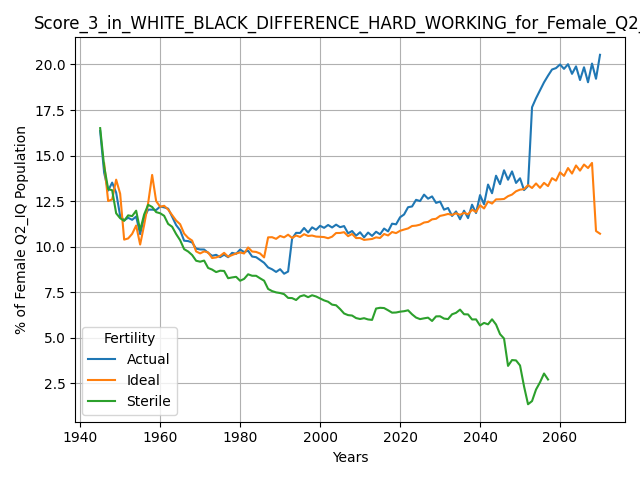 Score_3_in_WHITE_BLACK_DIFFERENCE_HARD_WORKING_for_Female_Q2_
% of Female Q2_IQ Population
20.0
17.5
15.0
12.5
10.0
7.5
5.0
2.5
Fertility
Actual
Ideal
Sterile
1940 1960 1980 2000 2020 2040 2060
Years